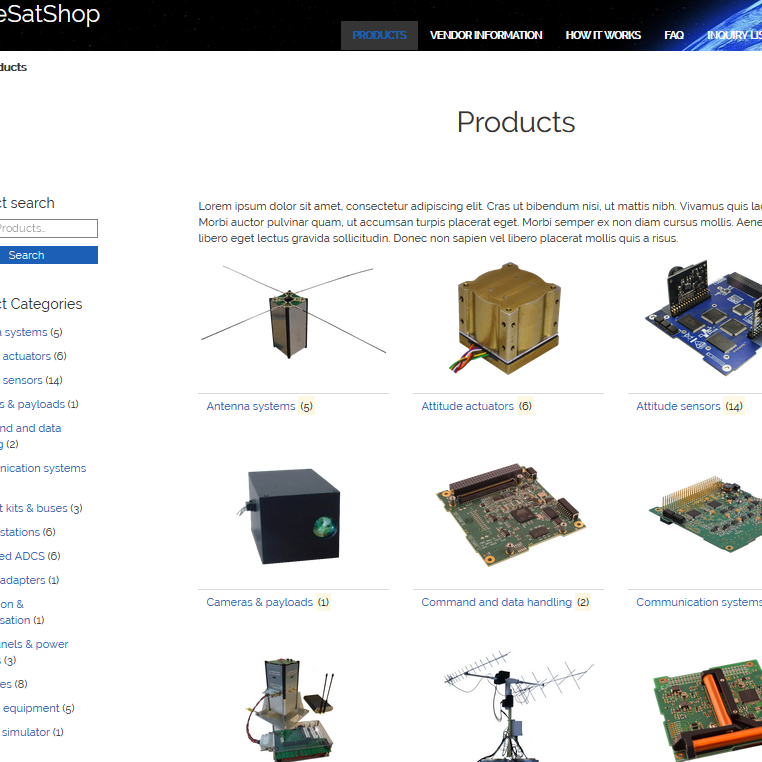 eSatShop
PRODUCTS VENDOR INFORMATION HOW IT WORKS FAQ INQUIRY LIS
ducts
Products
ct search
Products..
Search
ct Categories
a systems (5)
actuators (6)
sensors (14)
s & payloads (1)
nd and data
g (2)
nication systems
t kits & buses (3)
stations (6)
ed ADCS (6)
adapters (1)
on &
sation (1)
anels & power
s (3)
es (8)
equipment (5)
simulator (1)
Lorem ipsum dolor sit amet, consectetur adipiscing elit. Cras ut bibendum nisi, ut mattis nibh. Vivamus quis lac
Morbi auctor pulvinar quam, ut accumsan turpis placerat eget. Morbi semper ex non diam cursus mollis. Aene
libero eget lectus gravida sollicitudin. Donec non sapien vel libero placerat mollis quis a risus.
Antenna systems (5)
Attitude actuators (6)
Attitude sensors (14)
Cameras & payloads (1)
Command and data handling (2)
Communication systems